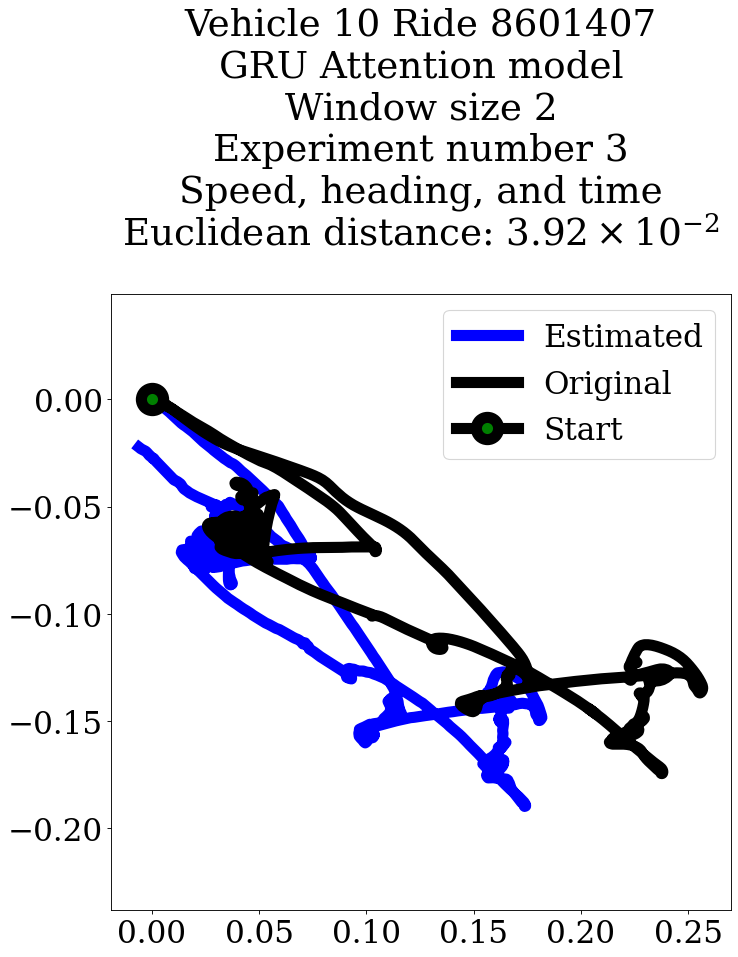 Vehicle 10 Ride 8601407
GRU Attention model
Window size 2
Experiment number 3
Speed, heading, and time
Euclidean distance: 3.92 × 10⁻²
Estimated
Original
Start
0.00
−0.05
−0.10
−0.15
−0.20
0.00 0.05 0.10 0.15 0.20 0.25